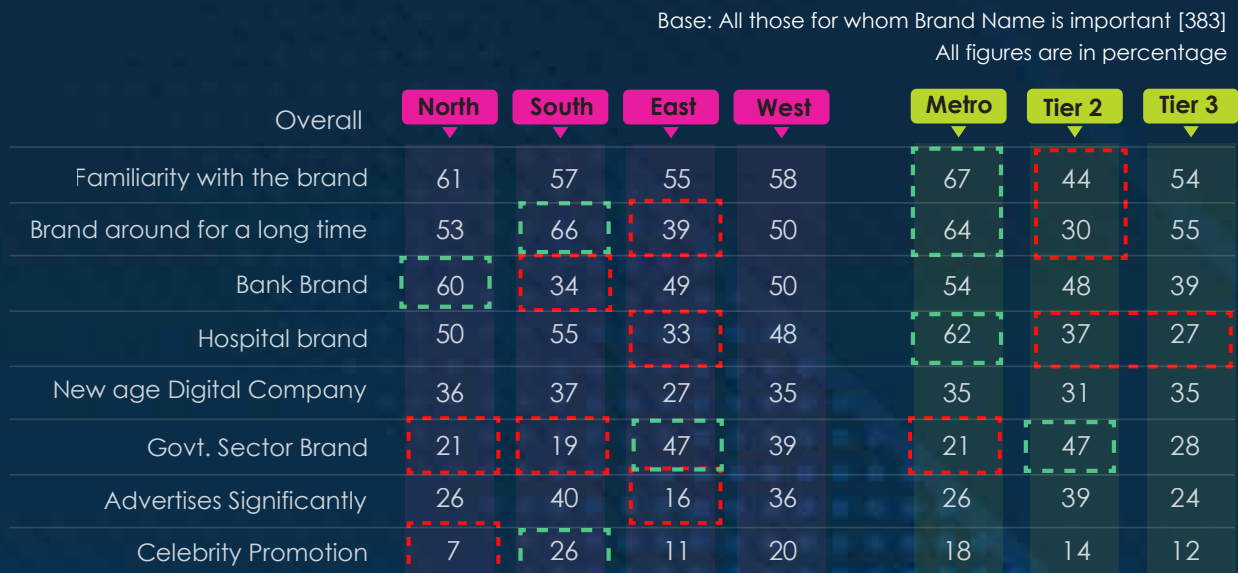 Base: All those for whom Brand Name is important [383]
All figures are in percentage
Overall North South East West Metro Tier 2 Tier 3
Familiarity with the brand 61 57 55 58 67 44 54
Brand around for a long time 53 66 39 50 64 30 55
Bank Brand 60 34 49 50 54 48 39
Hospital brand 50 55 33 48 62 37 27
New age Digital Company 36 37 27 35 35 31 35
Govt. Sector Brand 21 19 47 39 21 47 28
Advertises Significantly 26 40 16 36 26 39 24
Celebrity Promotion 7 26 11 20 18 14 12